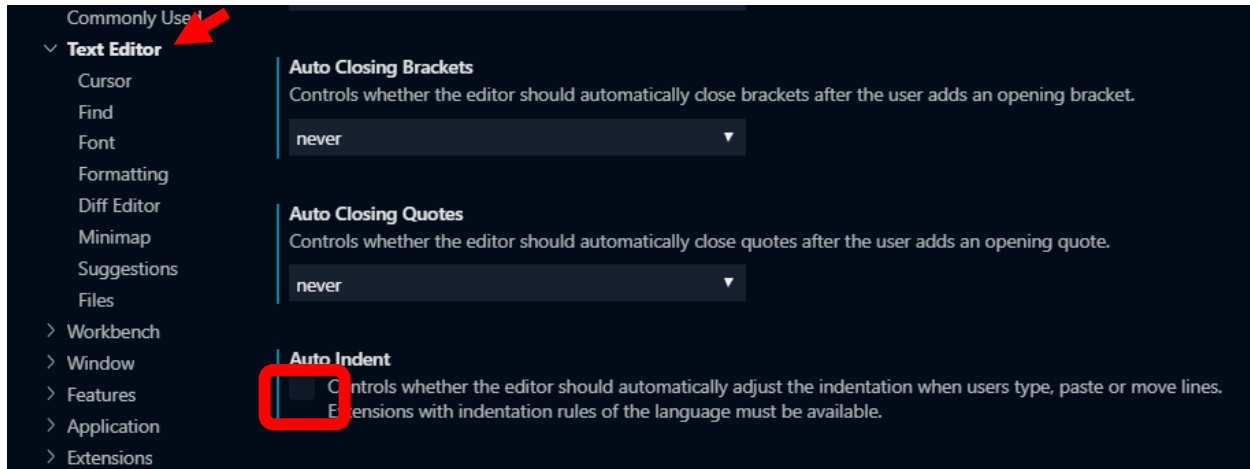 Commonly Used
Text Editor
Cursor
Find
Font
Formatting
Diff Editor
Minimap
Suggestions
Files
Workbench
Window
Features
Application
Extensions
Auto Closing Brackets
Controls whether the editor should automatically close brackets after the user adds an opening bracket.
never
Auto Closing Quotes
Controls whether the editor should automatically close quotes after the user adds an opening quote.
never
Auto Indent
Controls whether the editor should automatically adjust the indentation when users type, paste or move lines.
Extensions with indentation rules of the language must be available.